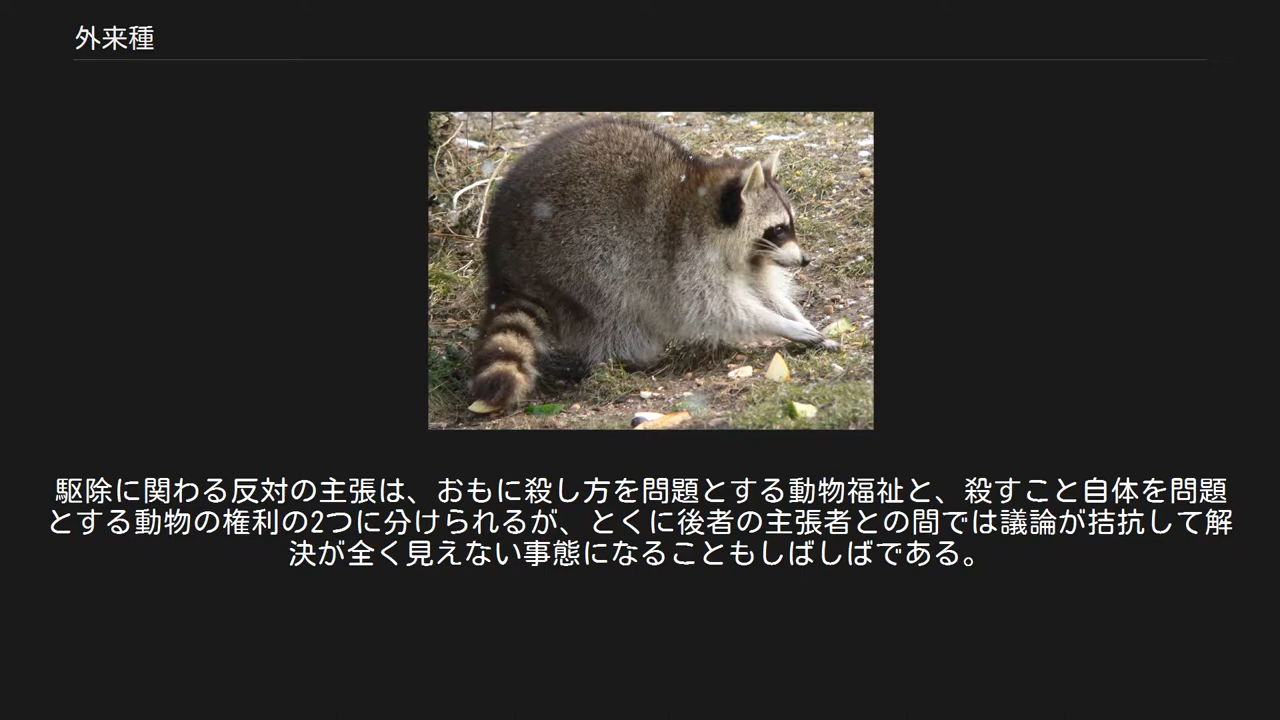 外来種
駆除に関わる反対の主張は、おもに殺し方を問題とする動物福祉と、殺すこと自体を問題
とする動物の権利の2つに分けられるが、とくに後者の主張者との間では議論が拮抗して解
決が全く見えない事態になることもしばしばである。